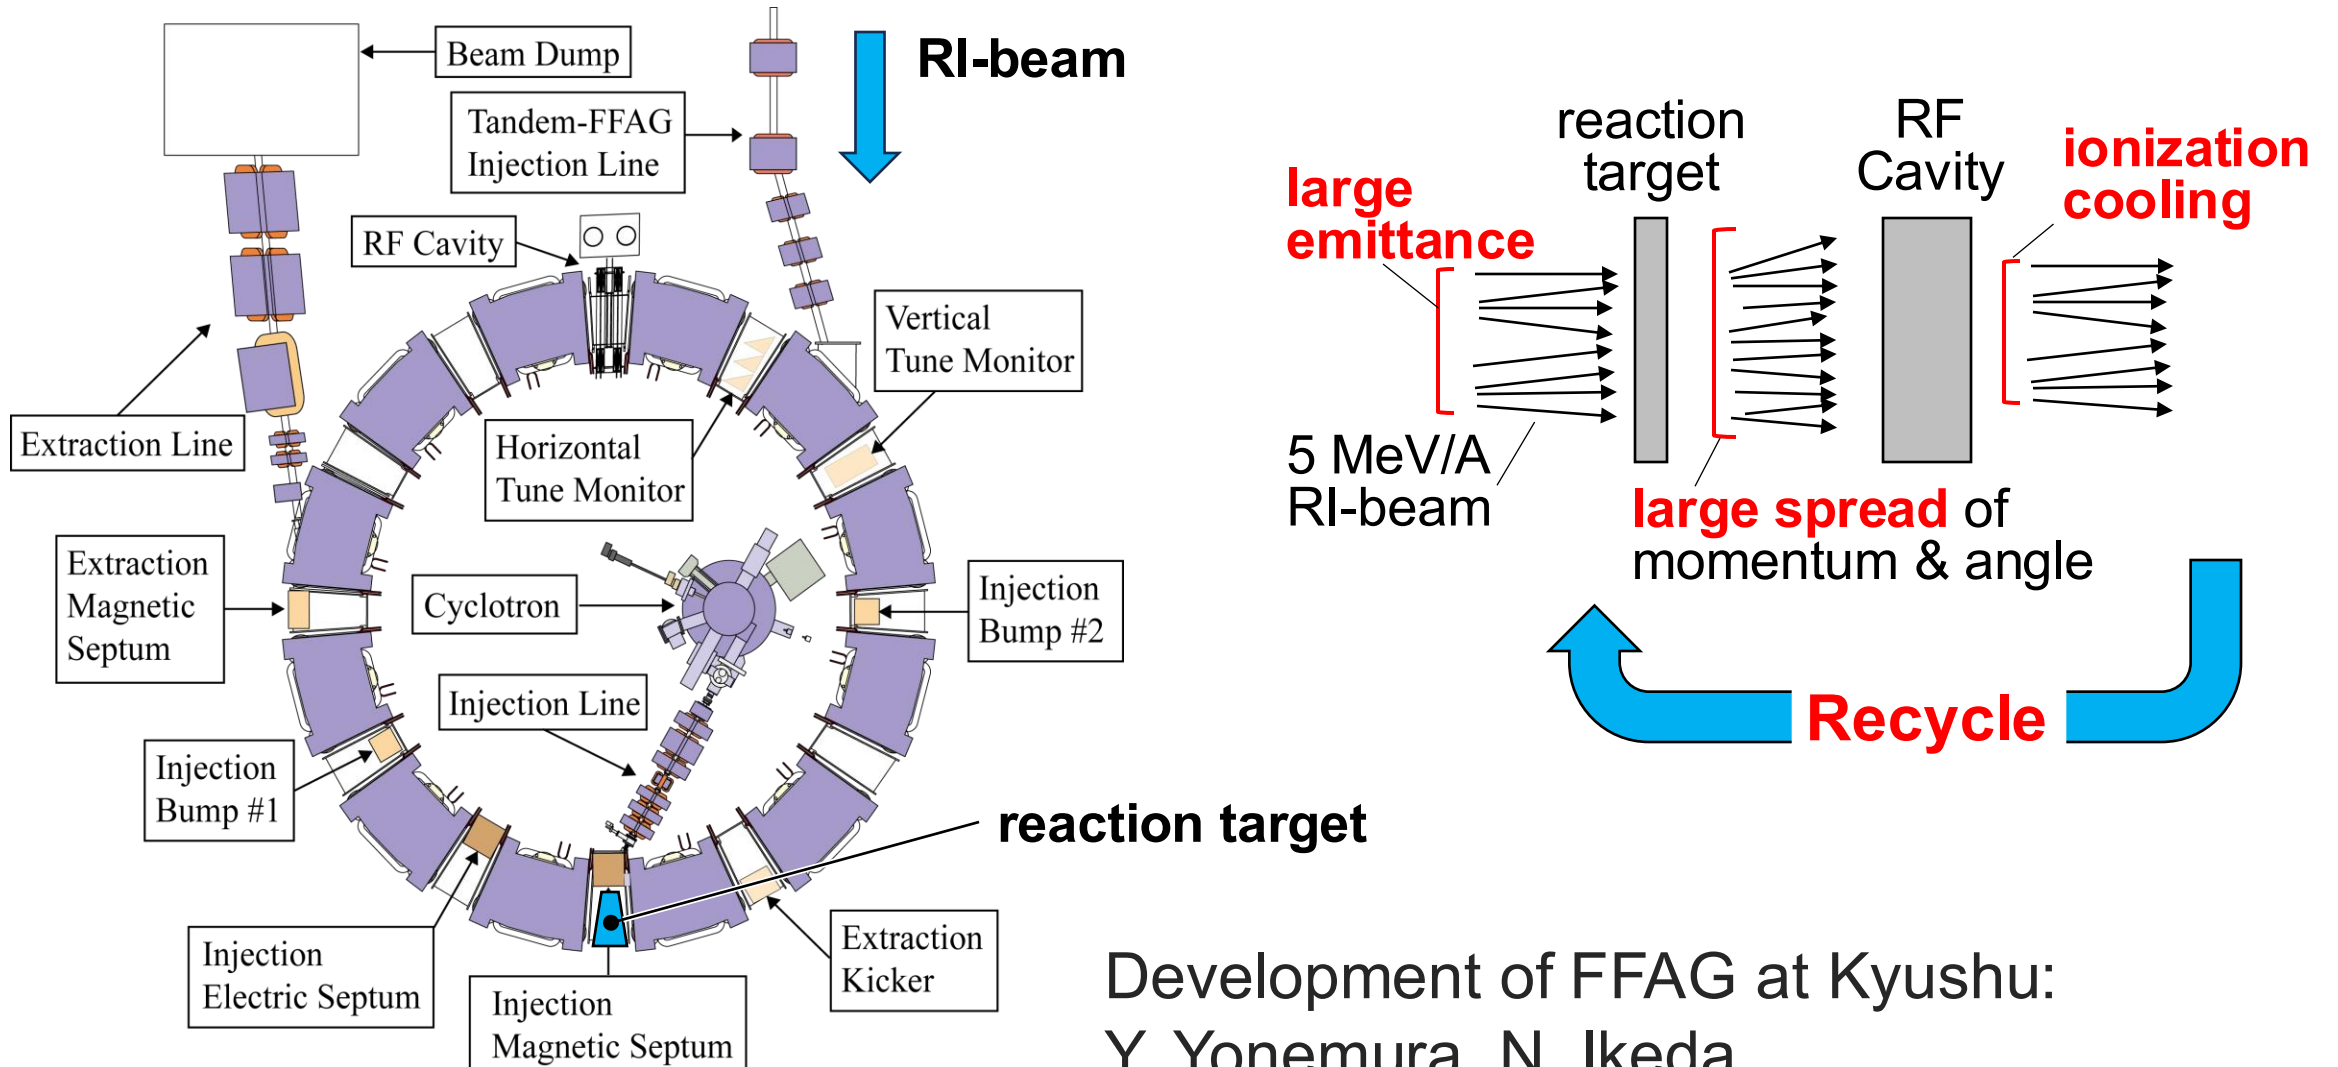 Beam Dump
RI-beam
Tandem-FFAG
Injection Line
RF Cavity
Vertical
Tune Monitor
Extraction Line
Horizontal
Tune Monitor
Extraction
Magnetic
Septum
Cyclotron
Injection
Bump #2
Injection Line
Injection
Bump #1
reaction target
Injection
Electric Septum
Injection
Magnetic Septum
Extraction
Kicker
reaction
target
RF
Cavity
ionization
cooling
large
emittance
5 MeV/A
RI-beam
large spread of
momentum & angle
Recycle
Development of FFAG at Kyushu:
Y. Yonemura, N. Ikeda